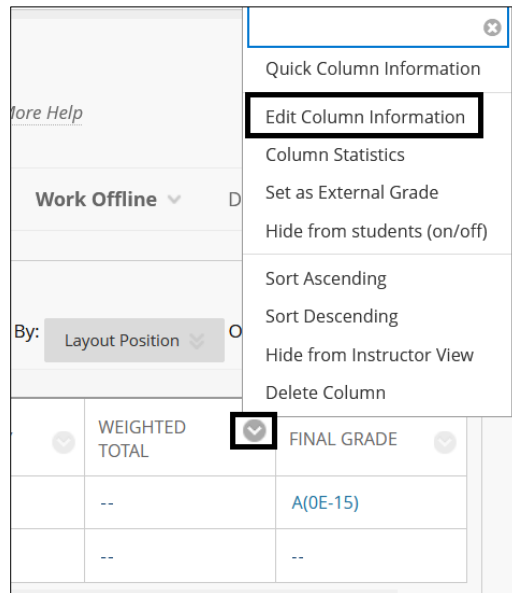 Quick Column Information
Edit Column Information
More Help
Column Statistics
Set as External Grade
Work Offline
D
Hide from students (on/off)
Sort Ascending
Sort Descending
By:
Layout Position
O
Hide from Instructor View
Delete Column
WEIGHTED
TOTAL
FINAL GRADE
--
A(0E-15)
--
--